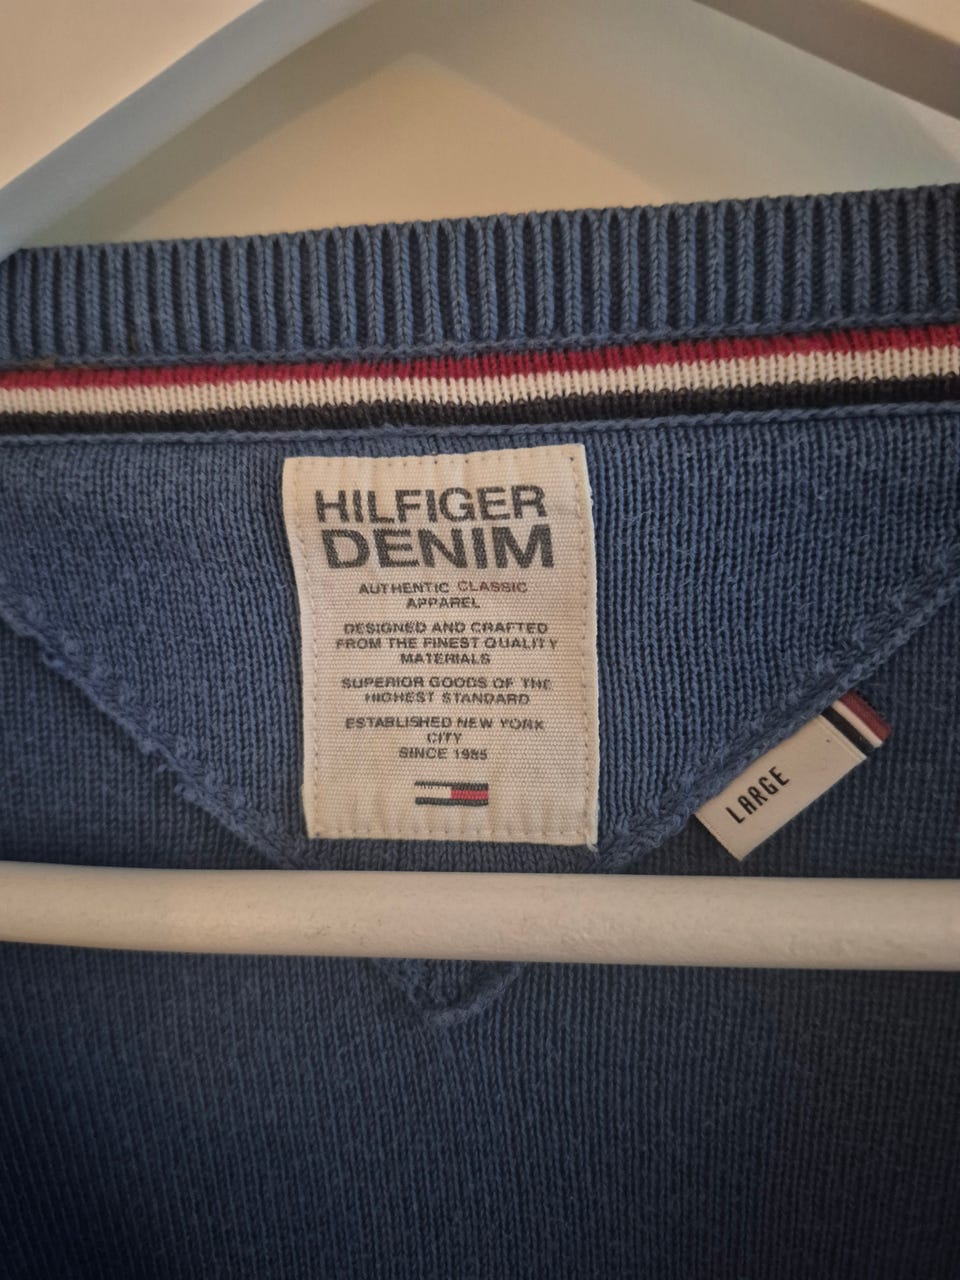 HILFIGER
DENIM
AUTHENTIC CLASSIC
APPAREL
DESIGNED AND CRAFTED
FROM THE FINEST QUALITY
MATERIALS
SUPERIOR GOODS OF THE
HIGHEST STANDARD
ESTABLISHED NEW YORK
CITY
SINCE 1985
LARGE